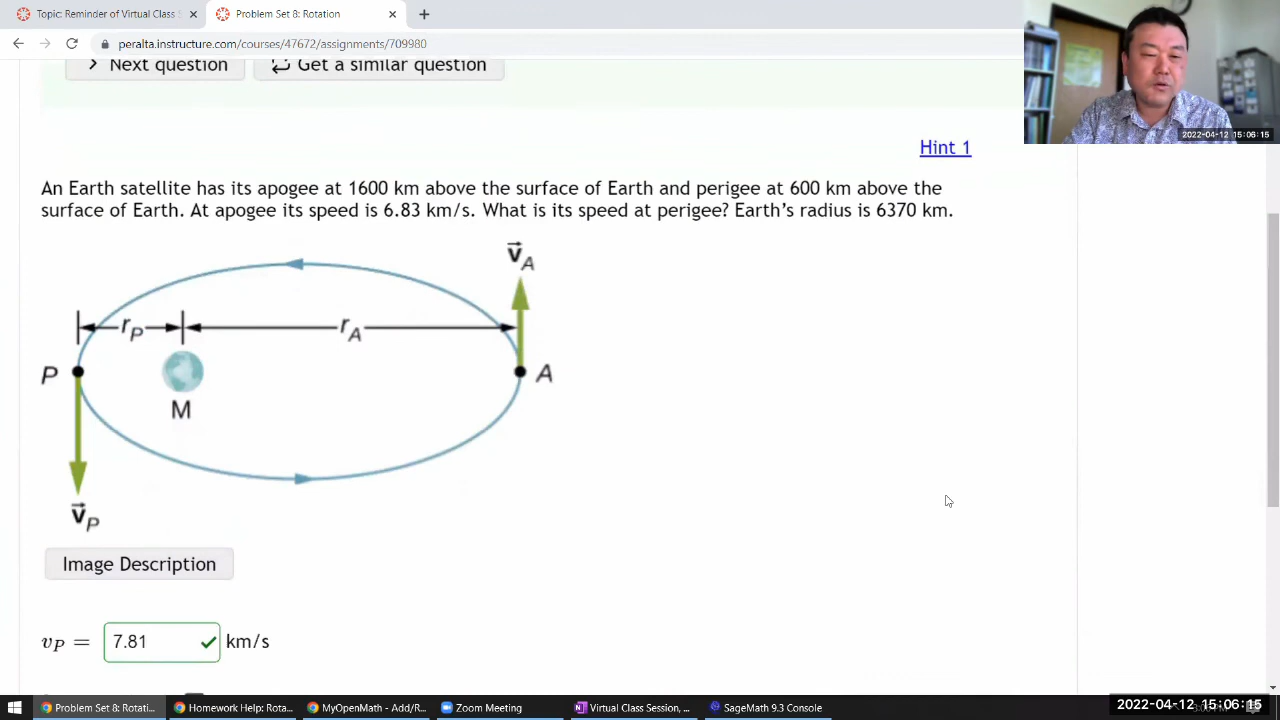 Topic: Reminder of Virtual Class S
Problem Set 8: Rotation
peralta.instructure.com/courses/47672/assignments/709980
Next question
Get a similar question
2022-04-12 15:06:15
Hint 1
An Earth satellite has its apogee at 1600 km above the surface of Earth and perigee at 600 km above the
surface of Earth. At apogee its speed is 6.83 km/s. What is its speed at perigee? Earth's radius is 6370 km.
v⃗A
rP
rA
P
M
A
v⃗P
Image Description
vP = 7.81 km/s
Problem Set 8: Rotati...
Homework Help: Rota...
MyOpenMath - Add/R...
Zoom Meeting
Virtual Class Session, ...
SageMath 9.3 Console
2022-04-12 15:06:15